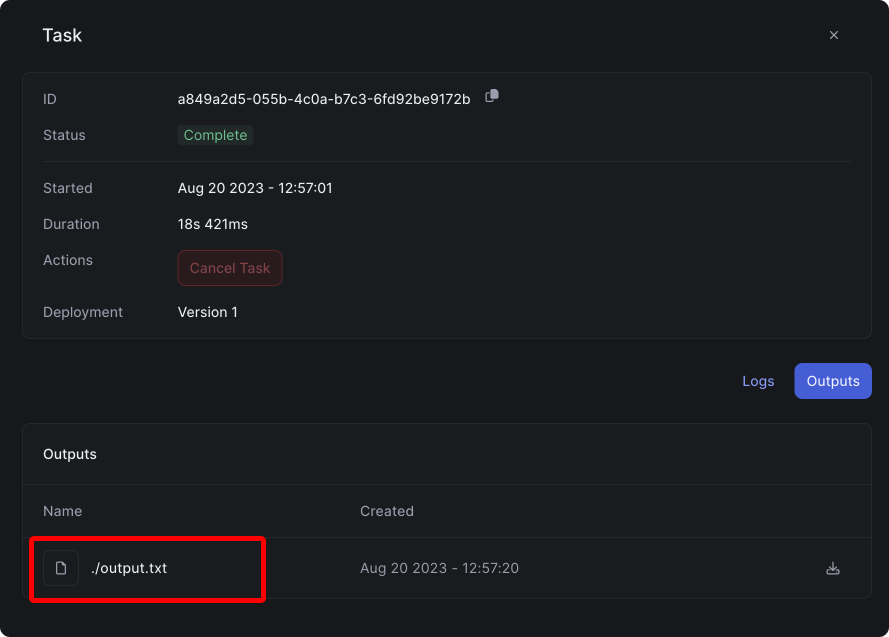 Task
ID a849a2d5-055b-4c0a-b7c3-6fd92be9172b
Status Complete
Started Aug 20 2023 - 12:57:01
Duration 18s 421ms
Actions Cancel Task
Deployment Version 1
Logs Outputs
Outputs
Name Created
./output.txt Aug 20 2023 - 12:57:20